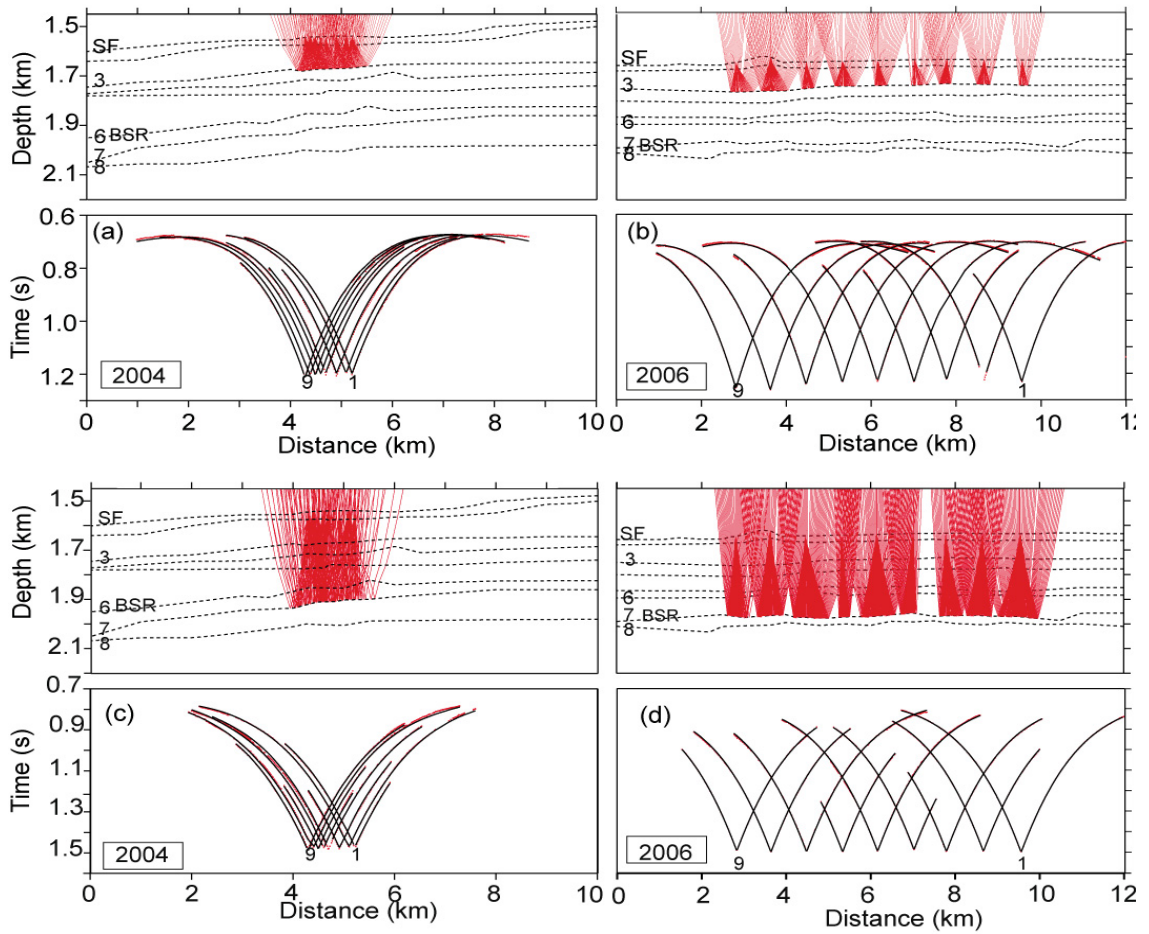 1.5
SF
1.7
3
1.9
6 BSR
7
2.1
8
Depth (km)
SF
3
6
7 BSR
8
0.6
(a)
0.8
1.0
1.2
Time (s)
2004
9
1
0 2 4 6 8 10
Distance (km)
(b)
2006
9
1
0 2 4 6 8 10 12
Distance (km)
1.5
SF
1.7
3
1.9
6 BSR
7
2.1
8
Depth (km)
SF
3
6
7 BSR
8
0.7
(c)
0.9
1.1
1.3
1.5
Time (s)
2004
9
1
0 2 4 6 8 10
Distance (km)
(d)
2006
9
1
0 2 4 6 8 10 12
Distance (km)